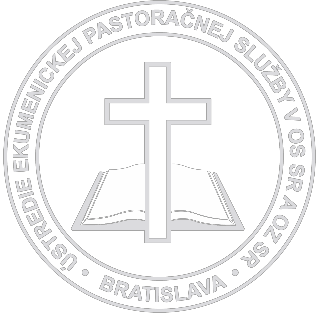 ÚSTREDIE EKUMENICKEJ PASTORAČNEJ SLUŽBY V OS SR A OZ SR
• BRATISLAVA •